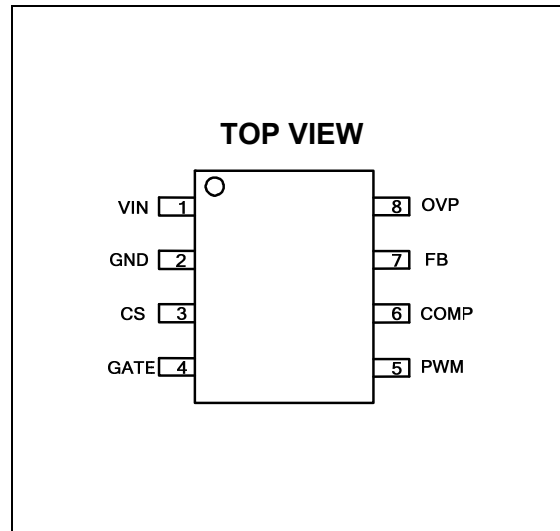 TOP VIEW
VIN 1
8 OVP
GND 2
7 FB
CS 3
6 COMP
GATE 4
5 PWM